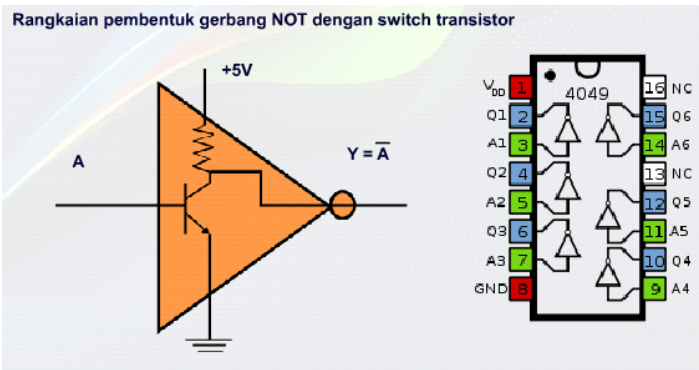 Rangkaian pembentuk gerbang NOT dengan switch transistor
+5V
A
Y = A̅
4049
VDD 1
Q1 2
A1 3
Q2 4
A2 5
Q3 6
A3 7
GND 8
16 NC
15 Q6
14 A6
13 NC
12 Q5
11 A5
10 Q4
9 A4